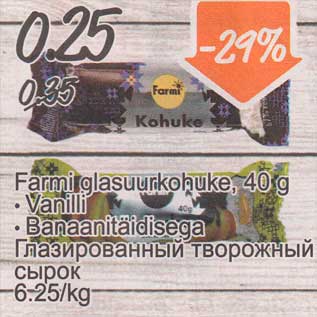 0.25
-29%
0.35
Farmi
Kohuke
Farmi glasuurkohuke, 40 g
• Vanilli
40g
• Banaanitäidisega
Глазированный творожный
сырок
6.25/kg